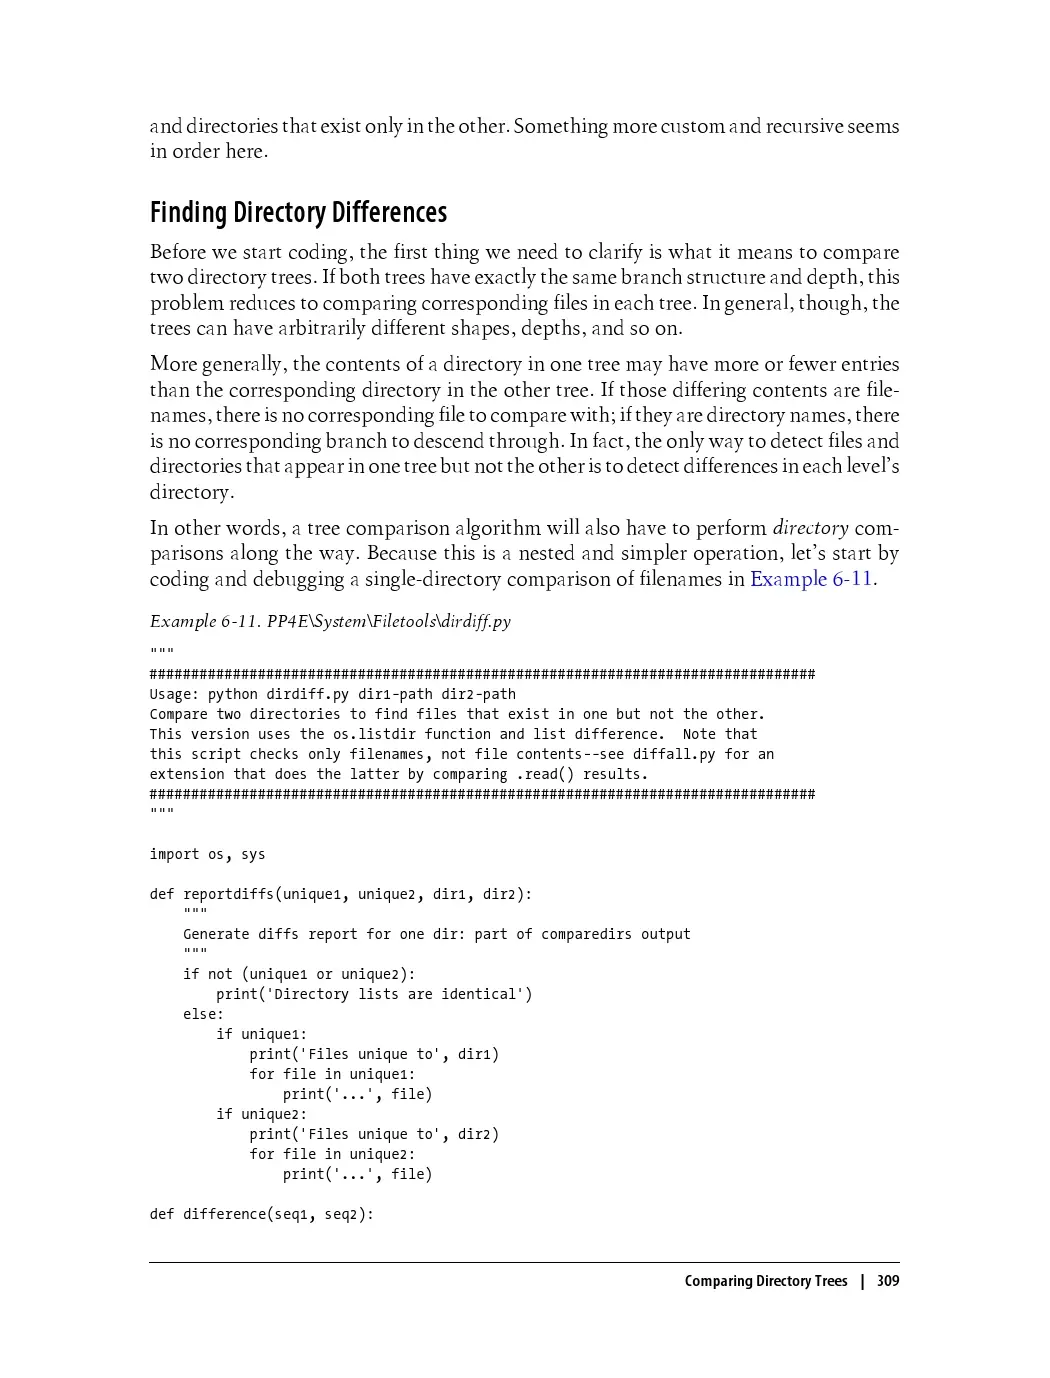 and directories that exist only in the other. Something more custom and recursive seems
in order here.
Finding Directory Differences
Before we start coding, the first thing we need to clarify is what it means to compare
two directory trees. If both trees have exactly the same branch structure and depth, this
problem reduces to comparing corresponding files in each tree. In general, though, the
trees can have arbitrarily different shapes, depths, and so on.
More generally, the contents of a directory in one tree may have more or fewer entries
than the corresponding directory in the other tree. If those differing contents are file-
names, there is no corresponding file to compare with; if they are directory names, there
is no corresponding branch to descend through. In fact, the only way to detect files and
directories that appear in one tree but not the other is to detect differences in each level’s
directory.
In other words, a tree comparison algorithm will also have to perform directory com-
parisons along the way. Because this is a nested and simpler operation, let’s start by
coding and debugging a single-directory comparison of filenames in Example 6-11.
Example 6-11. PP4E\System\Filetools\dirdiff.py
"""
################################################################################
Usage: python dirdiff.py dir1-path dir2-path
Compare two directories to find files that exist in one but not the other.
This version uses the os.listdir function and list difference.  Note that
this script checks only filenames, not file contents--see diffall.py for an
extension that does the latter by comparing .read() results.
################################################################################
"""
import os, sys
def reportdiffs(unique1, unique2, dir1, dir2):
    """
    Generate diffs report for one dir: part of comparedirs output
    """
    if not (unique1 or unique2):
        print('Directory lists are identical')
    else:
        if unique1:
            print('Files unique to', dir1)
            for file in unique1:
                print('...', file)
        if unique2:
            print('Files unique to', dir2)
            for file in unique2:
                print('...', file)
def difference(seq1, seq2):
Comparing Directory Trees | 309